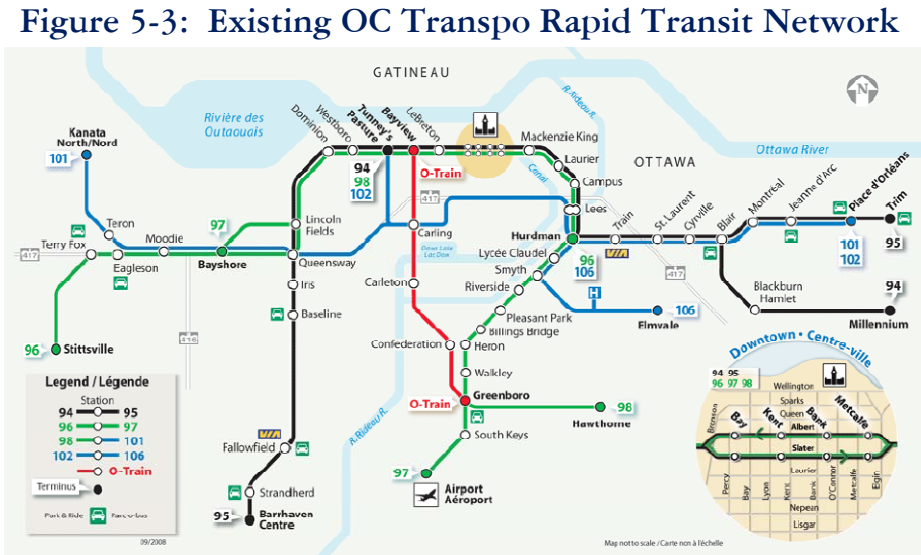 Figure 5-3: Existing OC Transpo Rapid Transit Network
GATINEAU
N
Rivière des
Outaouais
R.Rideau R.
Kanata
North/Nord
101
Dominion
Westboro
Tunney's
Pasture
Bayview
LeBreton
Mackenzie King
Laurier
OTTAWA
Ottawa River
94
98
102
O-Train
Canal
Campus
417
Lees
Teron
97
Lincoln
Fields
Terry Fox
Moodie
417
Eagleson
Bayshore
Queensway
Carling
Dows Lake
Lac Dow
Hurdman
Train
St. Laurent
Cyrville
Blair
Montréal
Jeanne d'Arc
Place d'Orléans
Trim
VIA
96
106
101
102
95
417
Lycée Claudel
Smyth
Riverside
Iris
Carleton
H
Blackburn
Hamlet
94
Millennium
Baseline
Pleasant Park
Billings Bridge
106
Elmvale
416
96
Stittsville
Confederation
Heron
Walkley
O-Train
Greenboro
98
Hawthorne
South Keys
R.Rideau R.
97
Airport
Aéroport
VIA
Fallowfield
Strandherd
95
Barrhaven
Centre
Legend / Légende
Station
94 95
96 97
98 101
102 106
O-Train
Terminus
Park & Ride Parc-o-bus
09/2008
Downtown • Centre-ville
94 95
96 97 98
Wellington
Sparks
Queen
Albert
Slater
Laurier
Nepean
Lisgar
Bronson
Bay
Kent
Bank
Metcalfe
Percy
Bay
Lyon
Kent
Bank
O'Connor
Metcalfe
Elgin
Map not to scale / Carte non à l'échelle